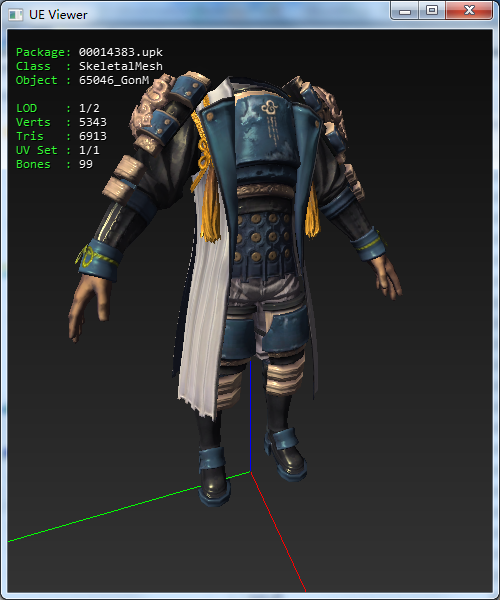 UE Viewer
Package: 00014383.upk
Class : SkeletalMesh
Object : 65046_GonM
LOD : 1/2
Verts : 5343
Tris : 6913
UV Set : 1/1
Bones : 99